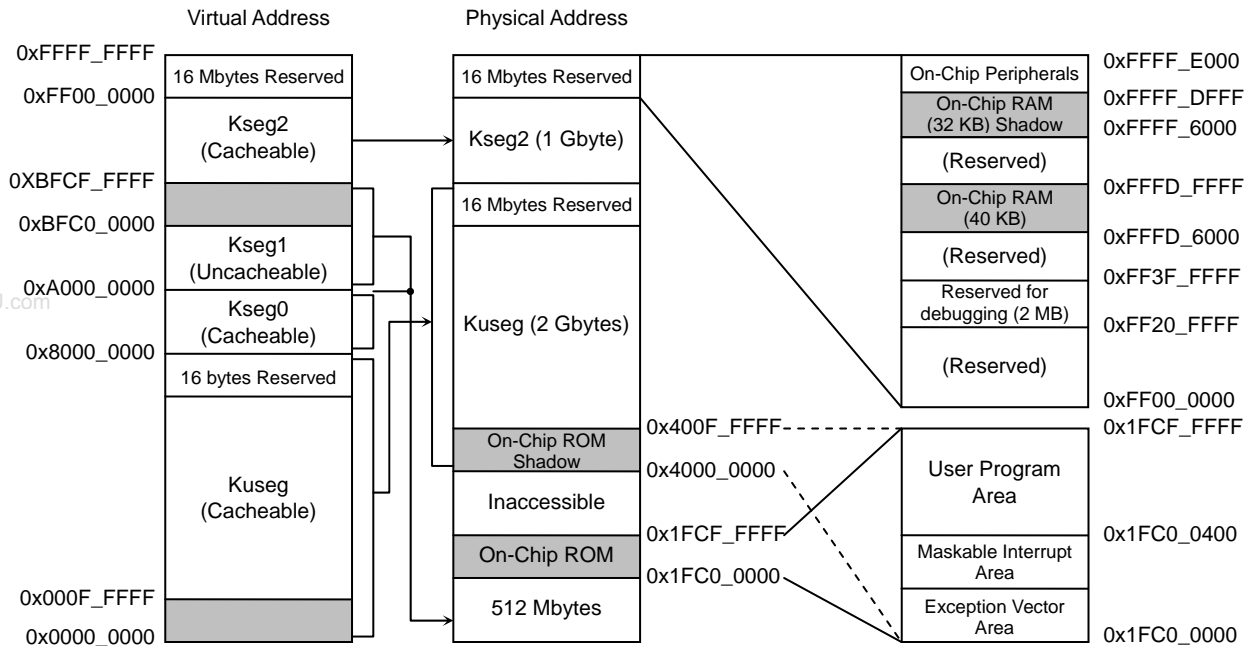 Virtual Address
Physical Address
0xFFFF_FFFF
0xFF00_0000
0XBFCF_FFFF
0xBFC0_0000
0xA000_0000
0x8000_0000
0x000F_FFFF
0x0000_0000
16 Mbytes Reserved
Kseg2
(Cacheable)
Kseg1
(Uncacheable)
Kseg0
(Cacheable)
16 bytes Reserved
Kuseg
(Cacheable)
16 Mbytes Reserved
Kseg2 (1 Gbyte)
16 Mbytes Reserved
Kuseg (2 Gbytes)
On-Chip ROM
Shadow
Inaccessible
On-Chip ROM
512 Mbytes
0x400F_FFFF
0x4000_0000
0x1FCF_FFFF
0x1FC0_0000
On-Chip Peripherals
On-Chip RAM
(32 KB) Shadow
(Reserved)
On-Chip RAM
(40 KB)
(Reserved)
Reserved for
debugging (2 MB)
(Reserved)
User Program
Area
Maskable Interrupt
Area
Exception Vector
Area
0xFFFF_E000
0xFFFF_DFFF
0xFFFF_6000
0xFFFD_FFFF
0xFFFD_6000
0xFF3F_FFFF
0xFF20_FFFF
0xFF00_0000
0x1FCF_FFFF
0x1FC0_0400
0x1FC0_0000
.com